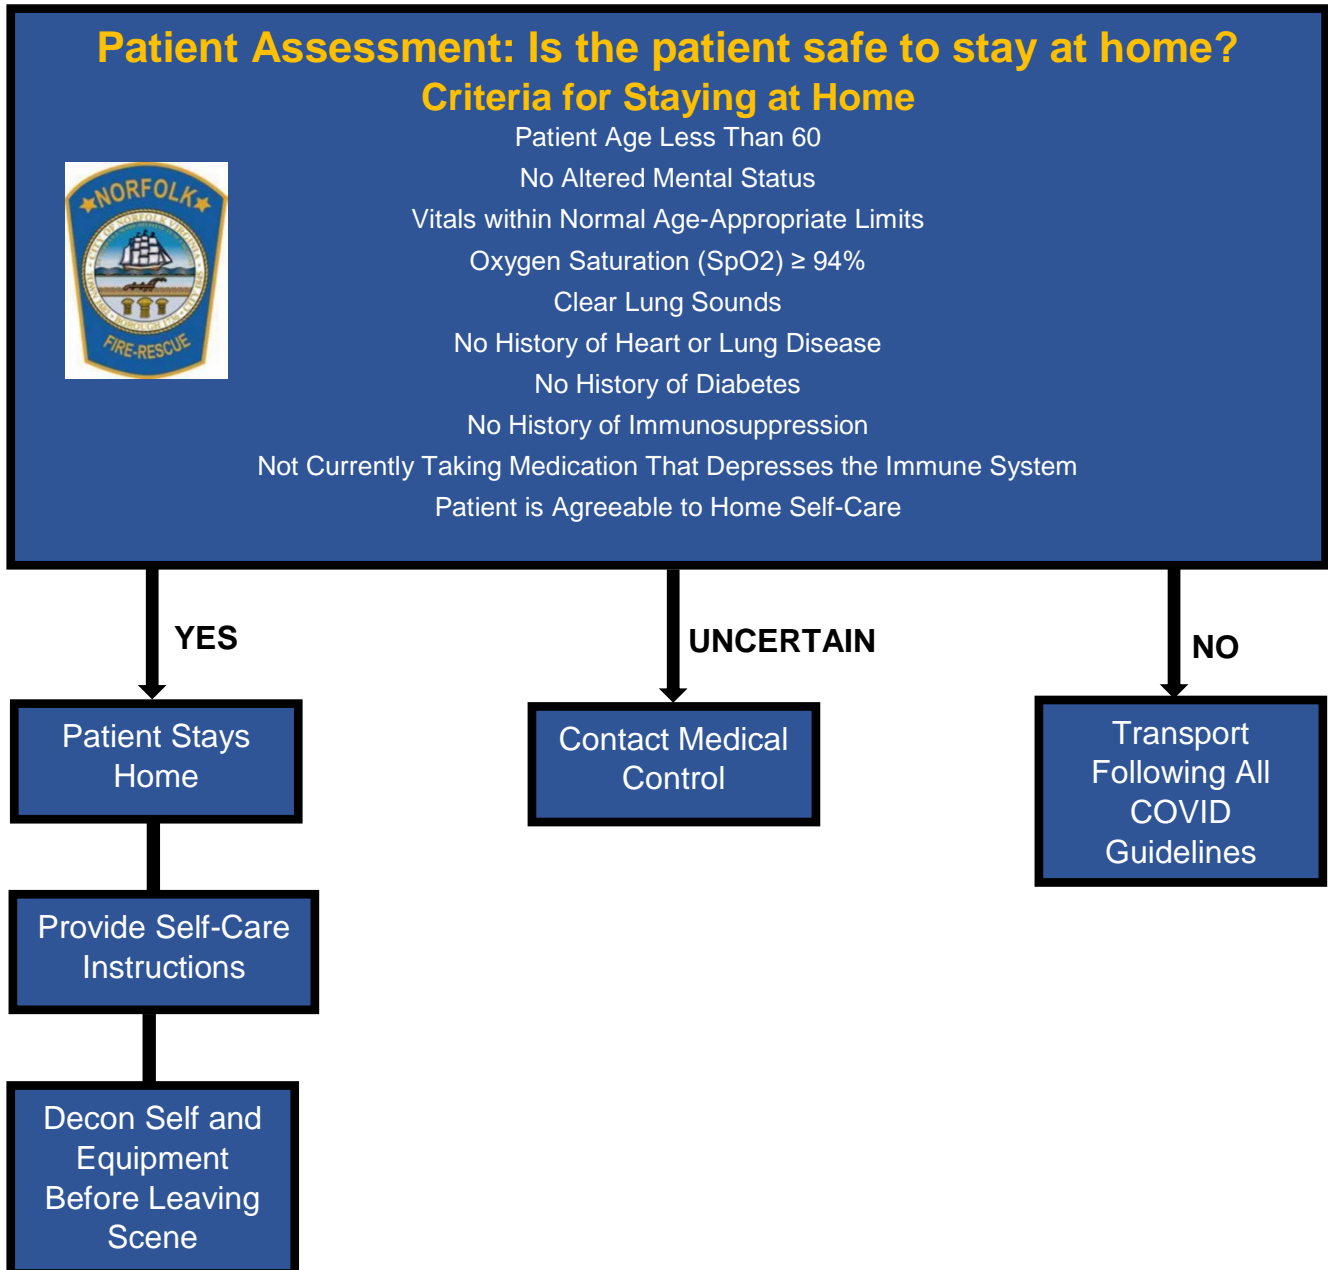 Patient Assessment: Is the patient safe to stay at home?
Criteria for Staying at Home
Patient Age Less Than 60
No Altered Mental Status
Vitals within Normal Age-Appropriate Limits
Oxygen Saturation (SpO2) ≥ 94%
Clear Lung Sounds
No History of Heart or Lung Disease
No History of Diabetes
No History of Immunosuppression
Not Currently Taking Medication That Depresses the Immune System
Patient is Agreeable to Home Self-Care
NORFOLK
FIRE-RESCUE
YES
UNCERTAIN
NO
Patient Stays
Home
Contact Medical
Control
Transport
Following All
COVID
Guidelines
Provide Self-Care
Instructions
Decon Self and
Equipment
Before Leaving
Scene